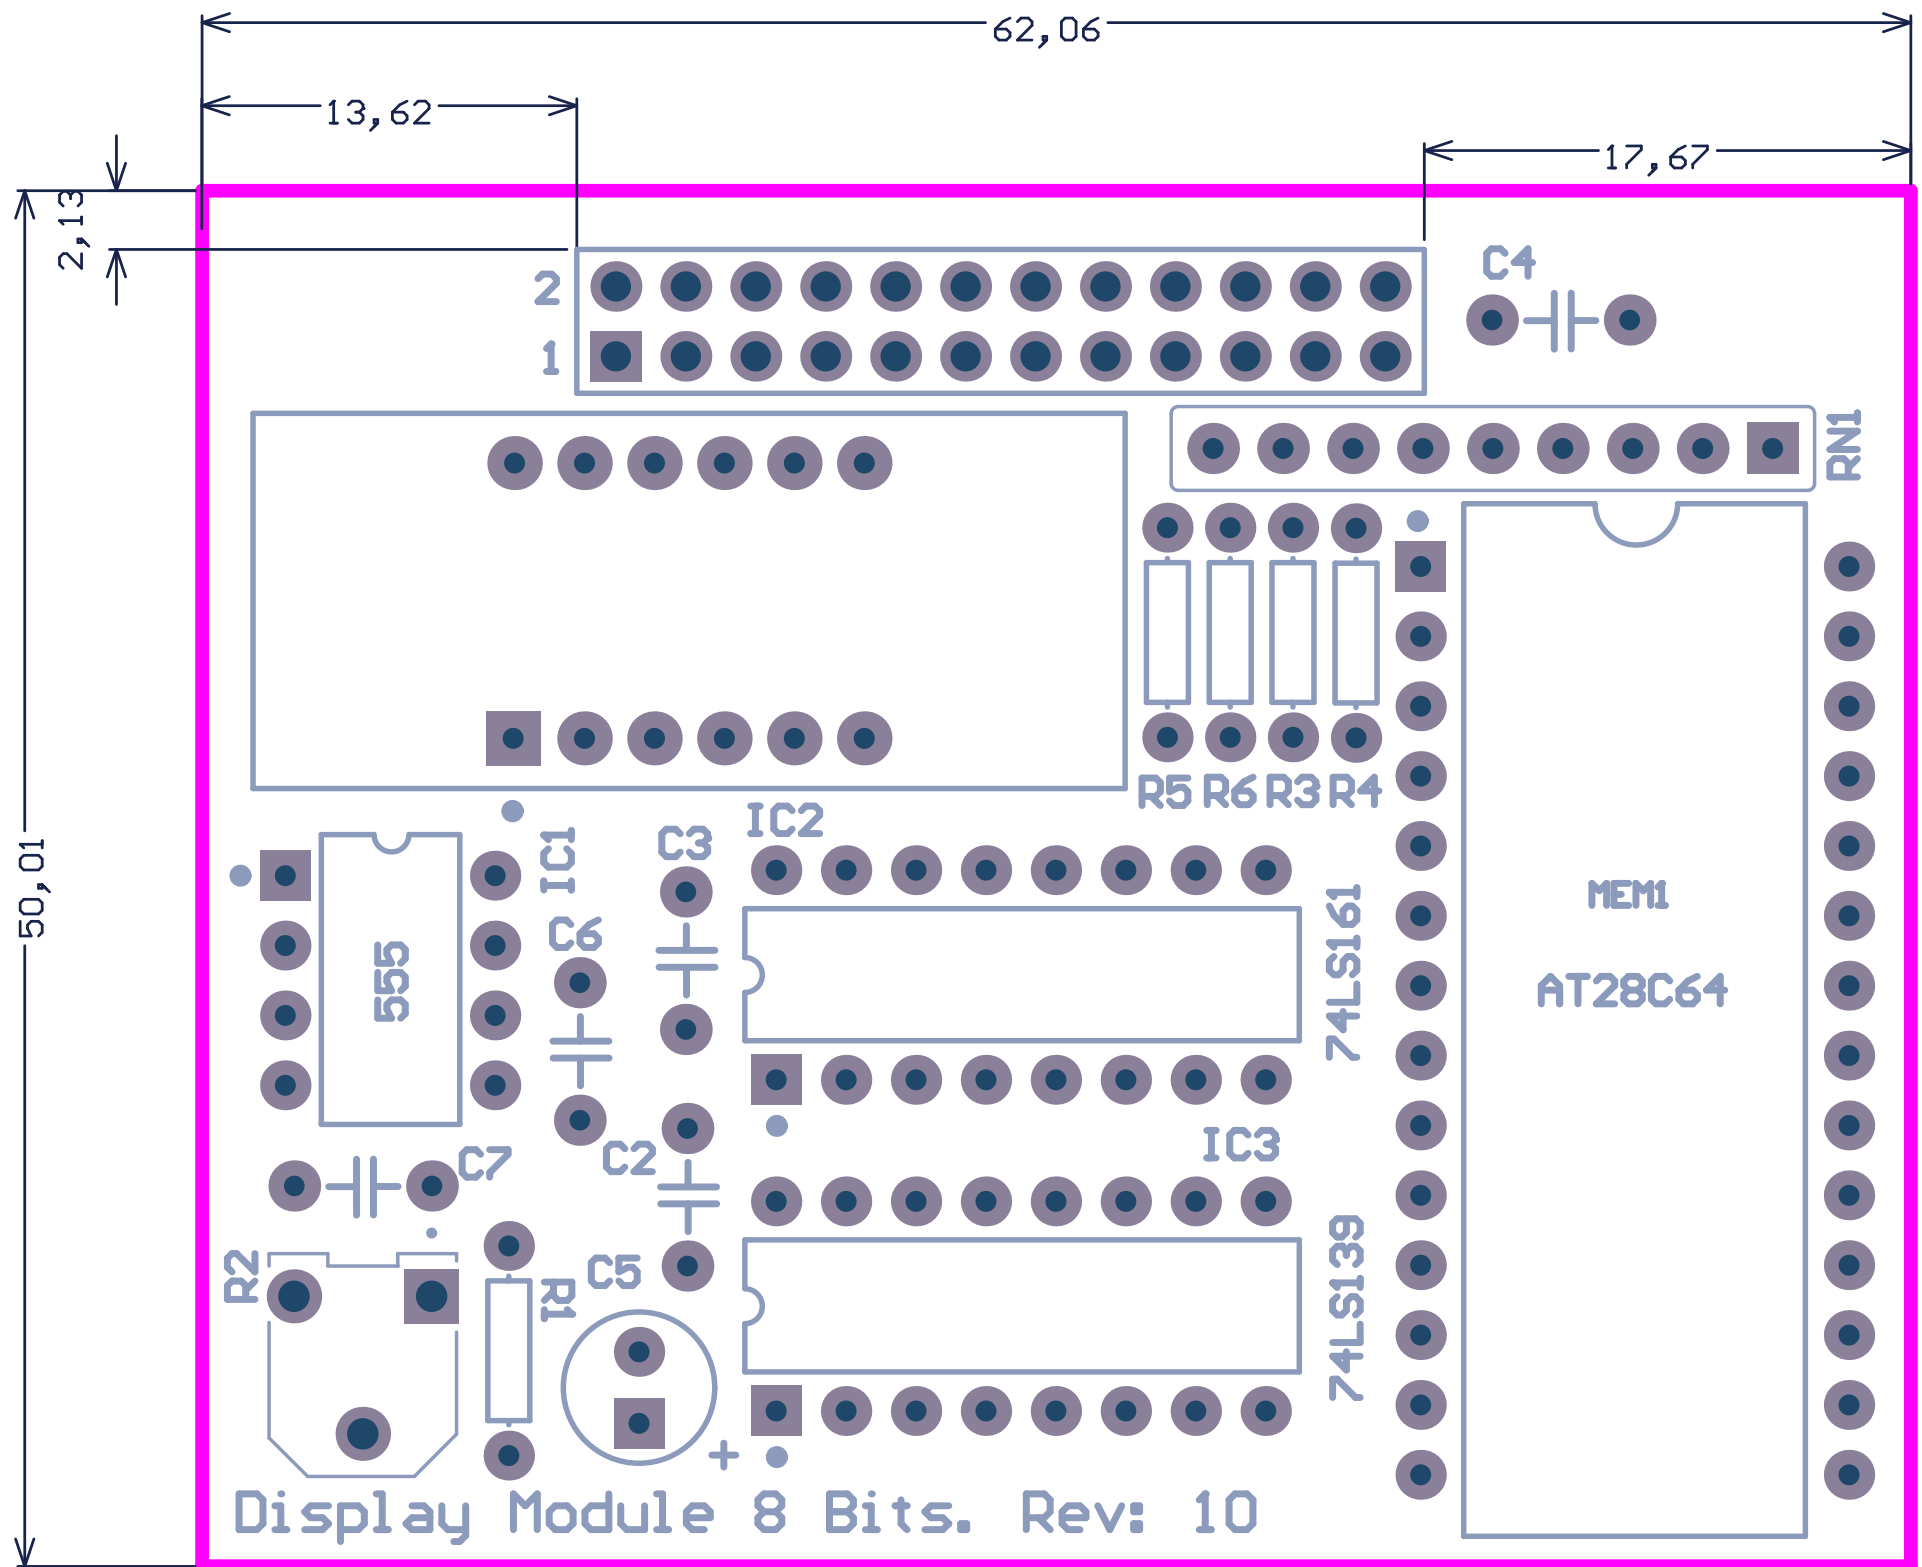 62,06
13,62
17,67
2,13
C4
2
1
RN1
R5 R6 R3 R4
IC2
C3
IC1
50,01
MEM1
C6
555
74LS161
AT28C64
IC3
C7
C2
R2
C5
R1
74LS139
+
Display Module 8 Bits. Rev: 10